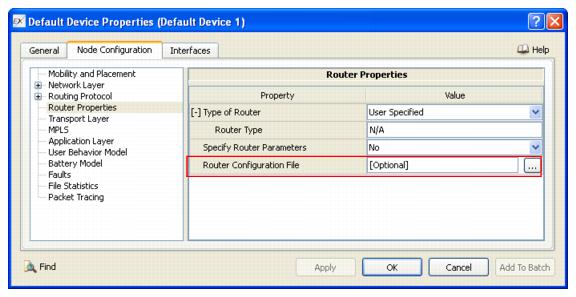 EX Default Device Properties (Default Device 1)
General
Node Configuration
Interfaces
Help
Mobility and Placement
Network Layer
Routing Protocol
Router Properties
Transport Layer
MPLS
Application Layer
User Behavior Model
Battery Model
Faults
File Statistics
Packet Tracing
Router Properties
Property Value
[-] Type of Router User Specified
Router Type N/A
Specify Router Parameters No
Router Configuration File [Optional] ...
Find
Apply
OK
Cancel
Add To Batch